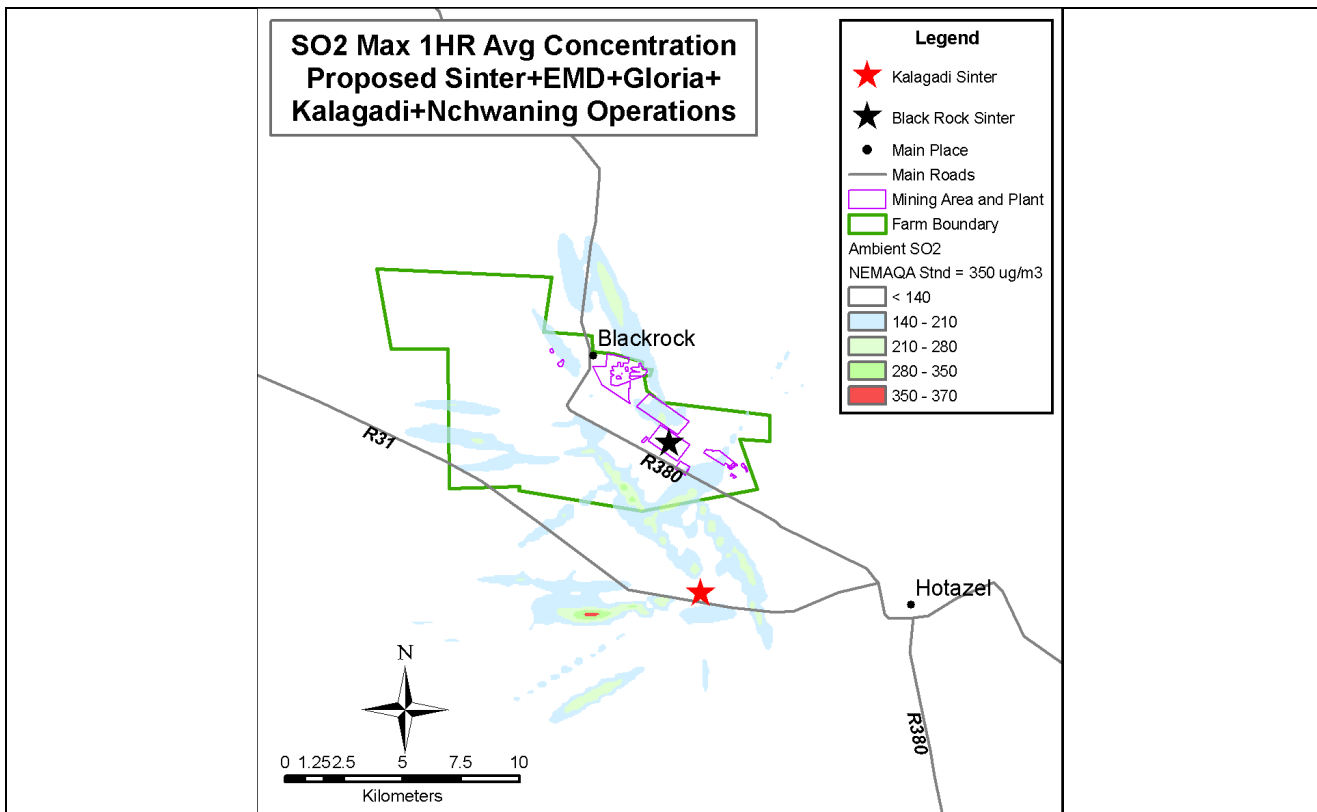 SO2 Max 1HR Avg Concentration
Proposed Sinter+EMD+Gloria+
Kalagadi+Nchwaning Operations
Legend
Kalagadi Sinter
Black Rock Sinter
Main Place
Main Roads
Mining Area and Plant
Farm Boundary
Ambient SO2
NEMAQA Stnd = 350 ug/m3
< 140
140 - 210
210 - 280
280 - 350
350 - 370
Blackrock
R31
R380
Hotazel
R380
N
0 1.25 2.5 5 7.5 10
Kilometers